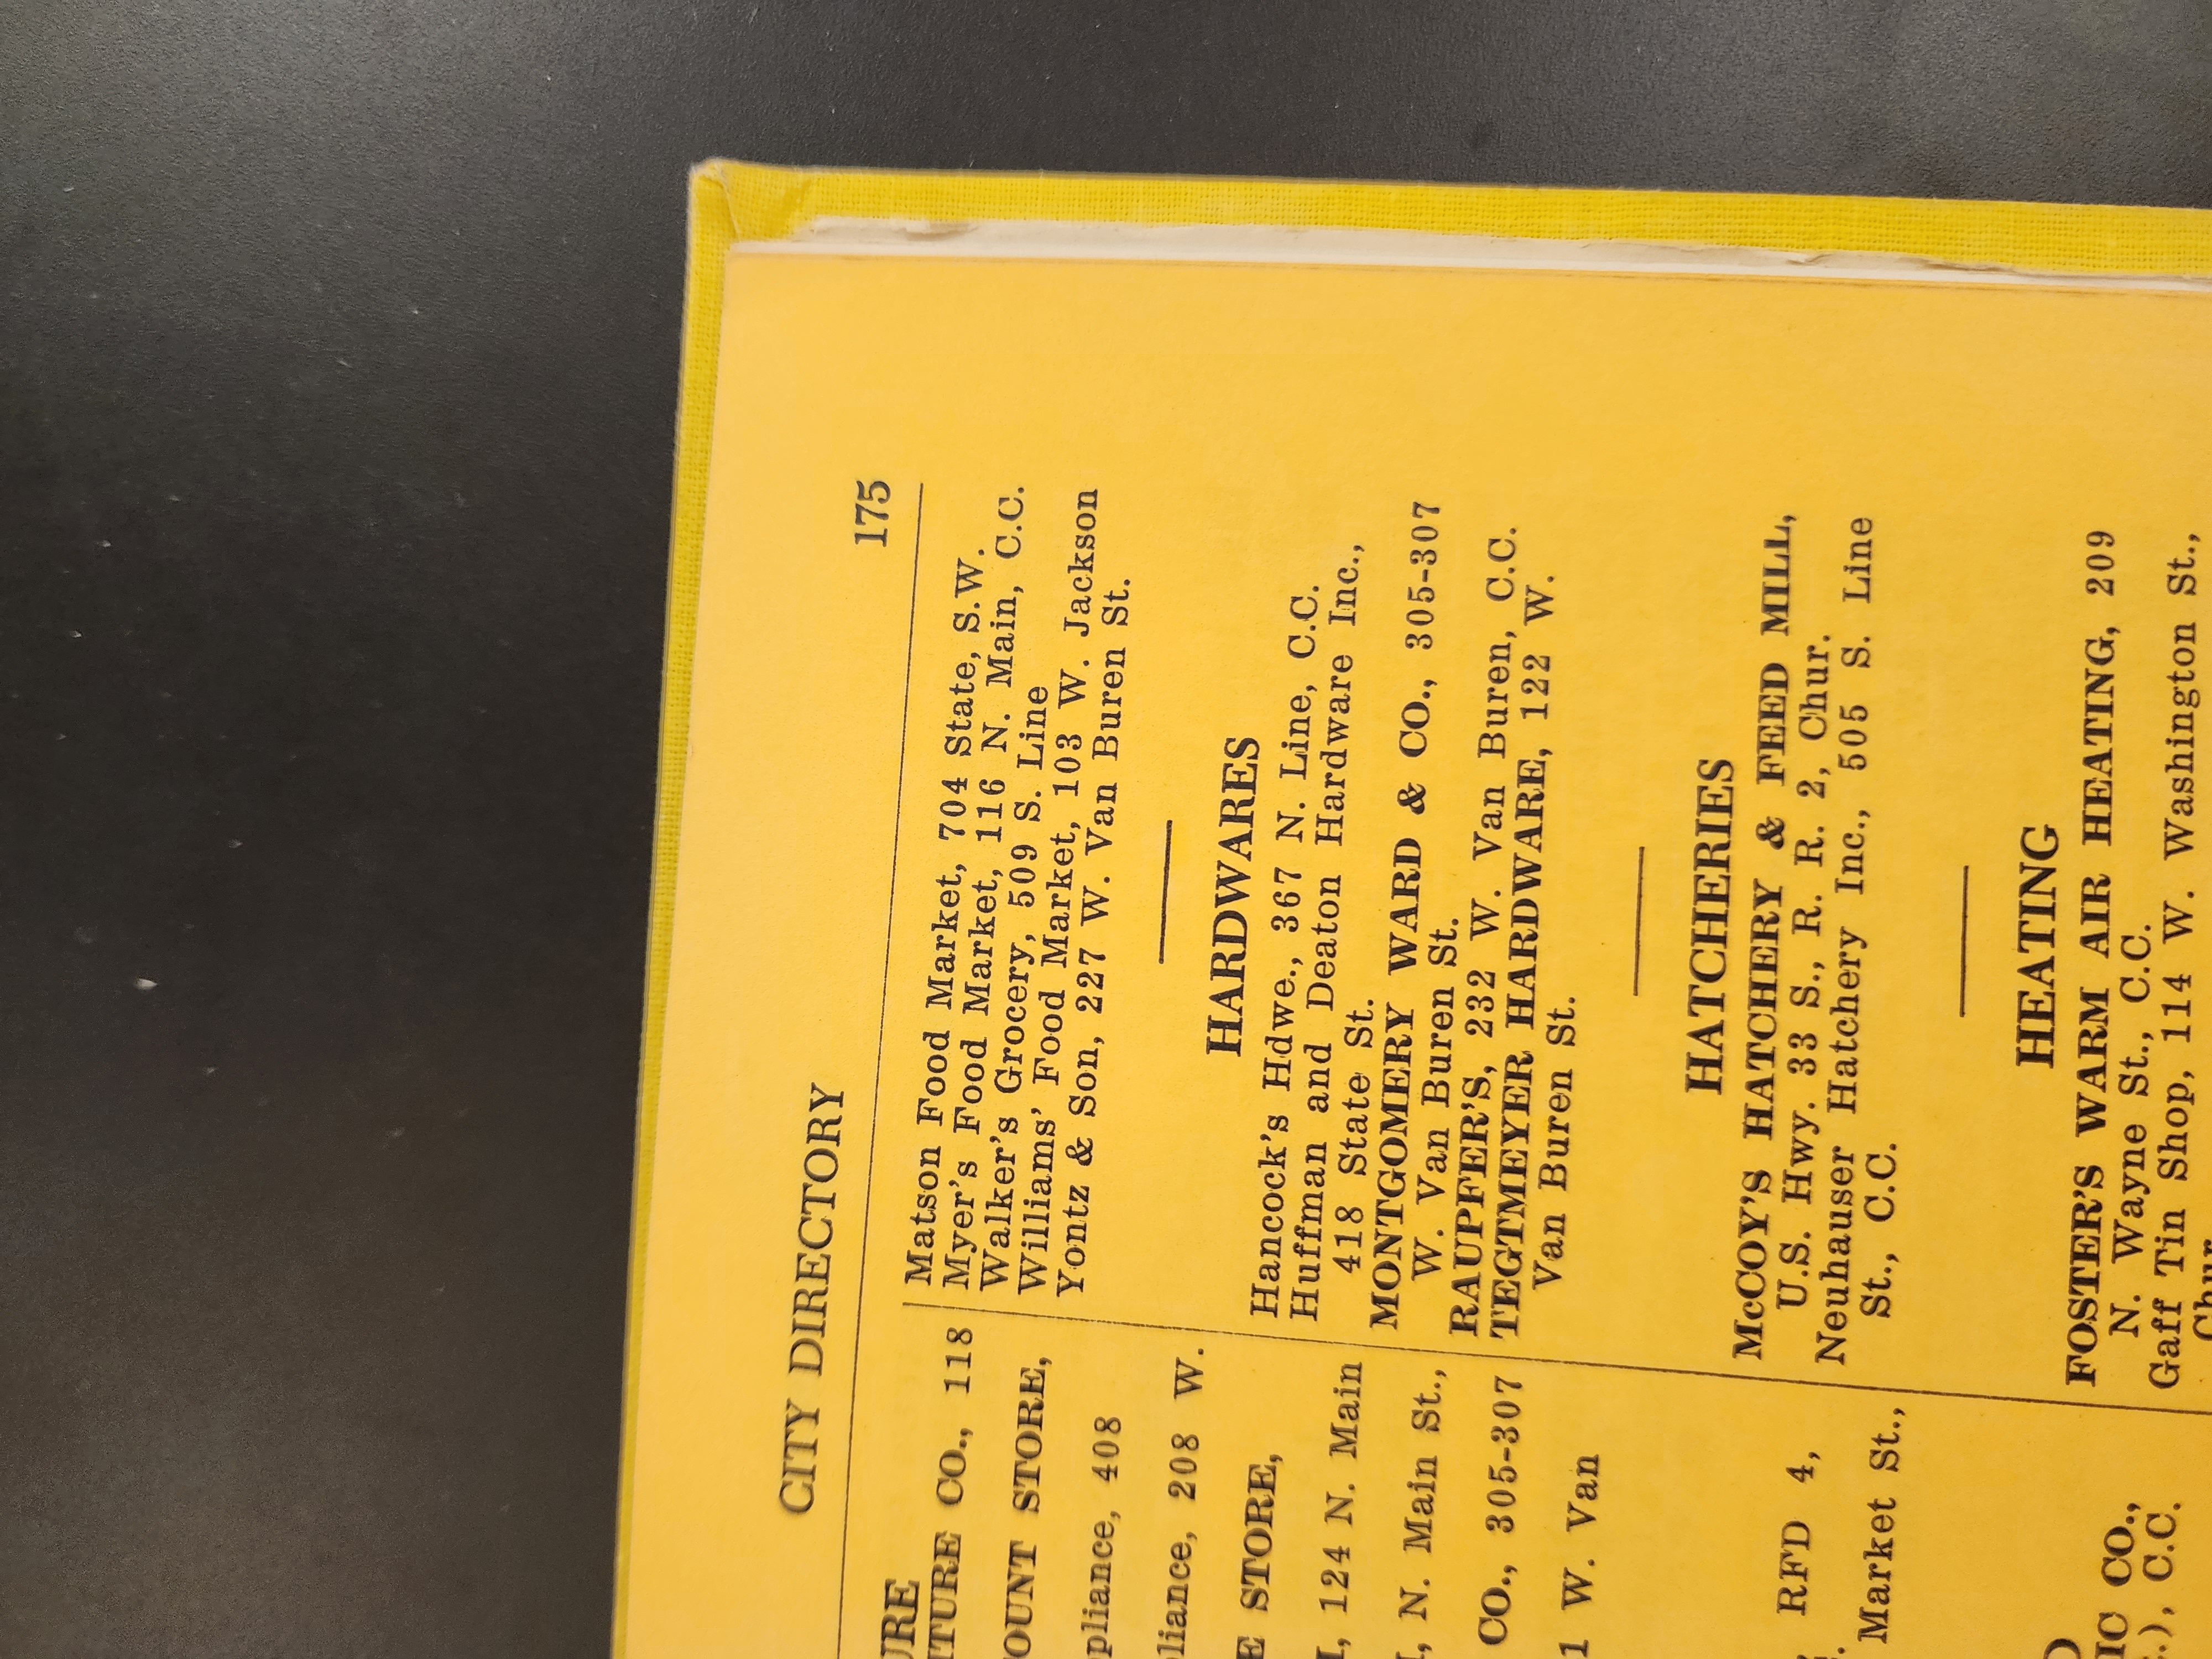 CITY DIRECTORY 175
URE
ITURE CO., 118
OUNT STORE,
pliance, 408
liance, 208 W.
E STORE,
, 124 N. Main
, N. Main St.,
CO., 305-307
1 W. Van
RFD 4,
Market St.,
IC CO.,
.), C.C.
Matson Food Market, 704 State, S.W.
Myer's Food Market, 116 N. Main, C.C.
Walker's Grocery, 509 S. Line
Williams' Food Market, 103 W. Jackson
Yontz & Son, 227 W. Van Buren St.
HARDWARES
Hancock's Hdwe., 367 N. Line, C.C.
Huffman and Deaton Hardware Inc.,
418 State St.
MONTGOMERY WARD & CO., 305-307
W. Van Buren St.
RAUPFER'S, 232 W. Van Buren, C.C.
TEGTMEYER HARDWARE, 122 W.
Van Buren St.
HATCHERIES
McCOY'S HATCHERY & FEED MILL,
U.S. Hwy. 33 S., R. R. 2, Chur.
Neuhauser Hatchery Inc., 505 S. Line
St., C.C.
HEATING
FOSTER'S WARM AIR HEATING, 209
N. Wayne St., C.C.
Gaff Tin Shop, 114 W. Washington St.,
Chur